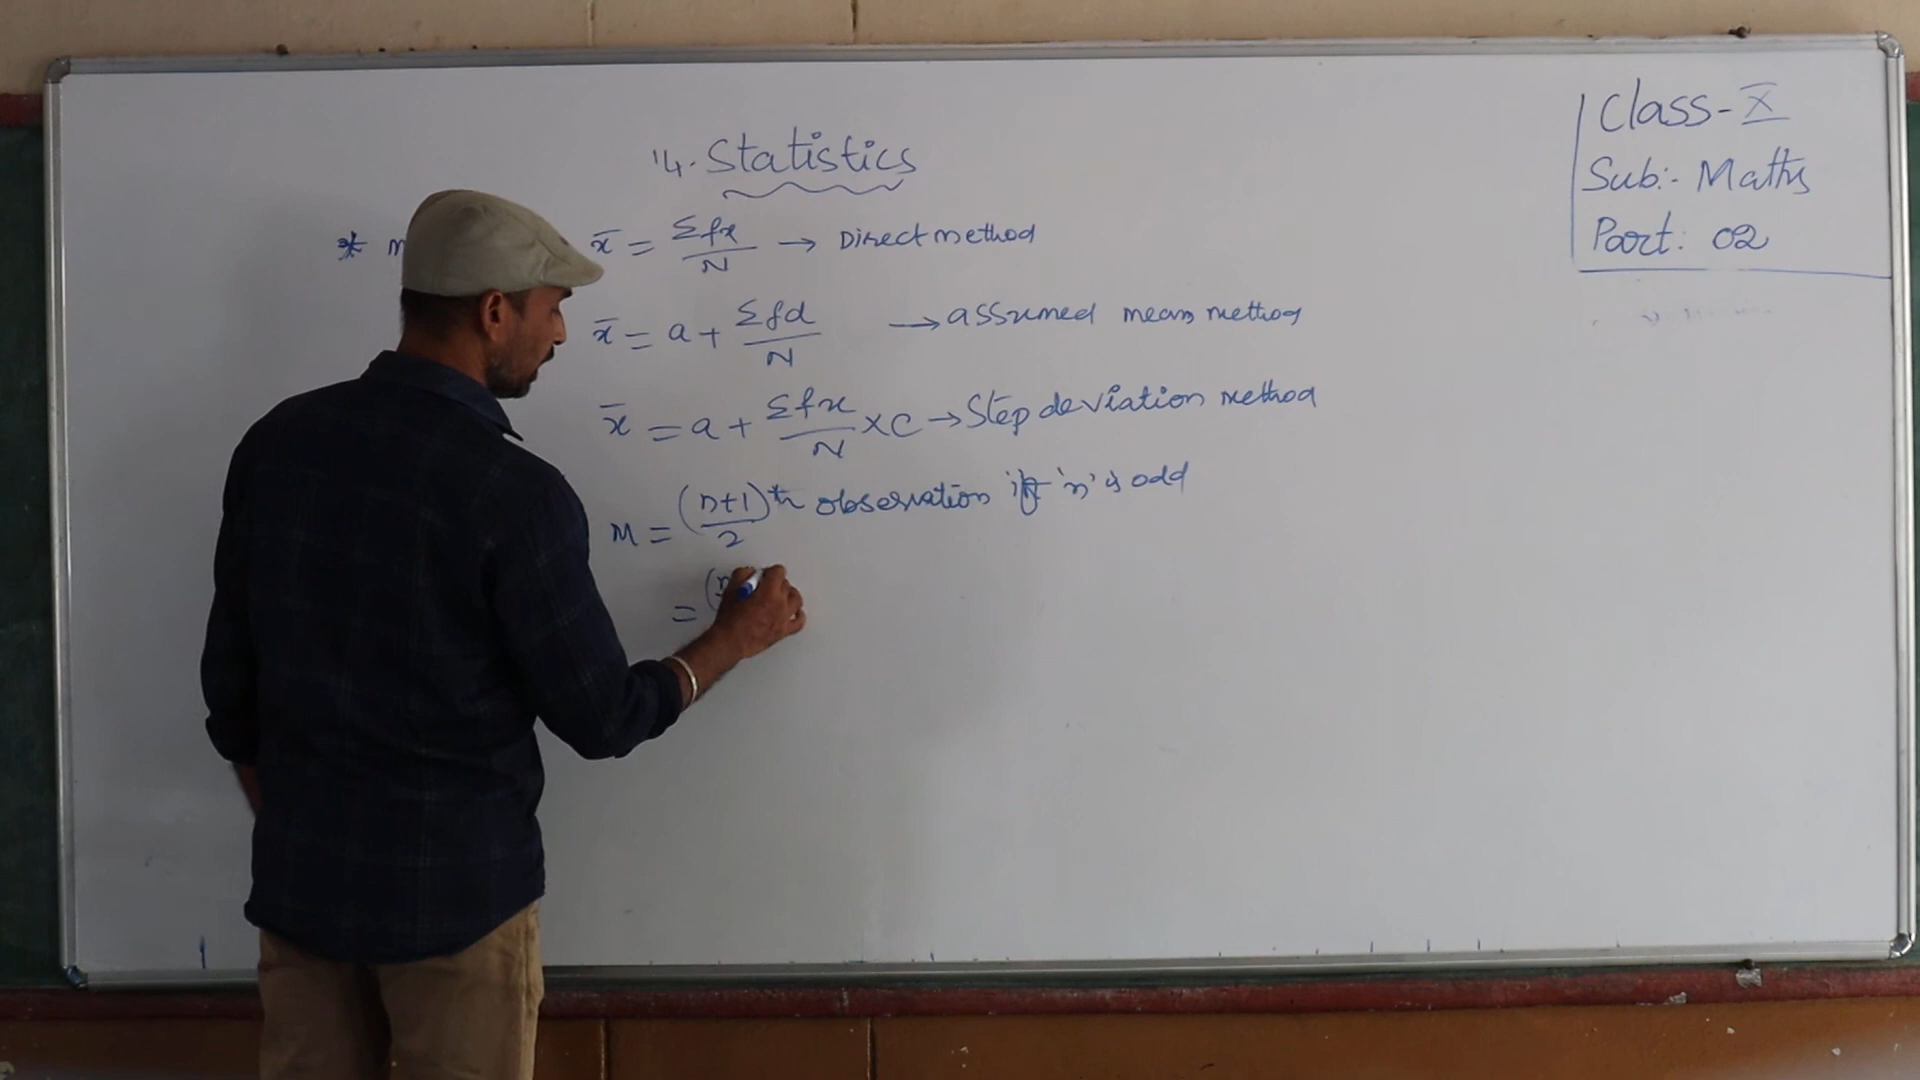 Class-X
Sub:- Maths
Part: 02
14. Statistics
* x̄ = Σfx/N → Direct method
x̄ = a + Σfd/N → assumed mean method
x̄ = a + Σfx/N × C → Step deviation method
M = (n+1/2)th observation if 'n' is odd
= (n